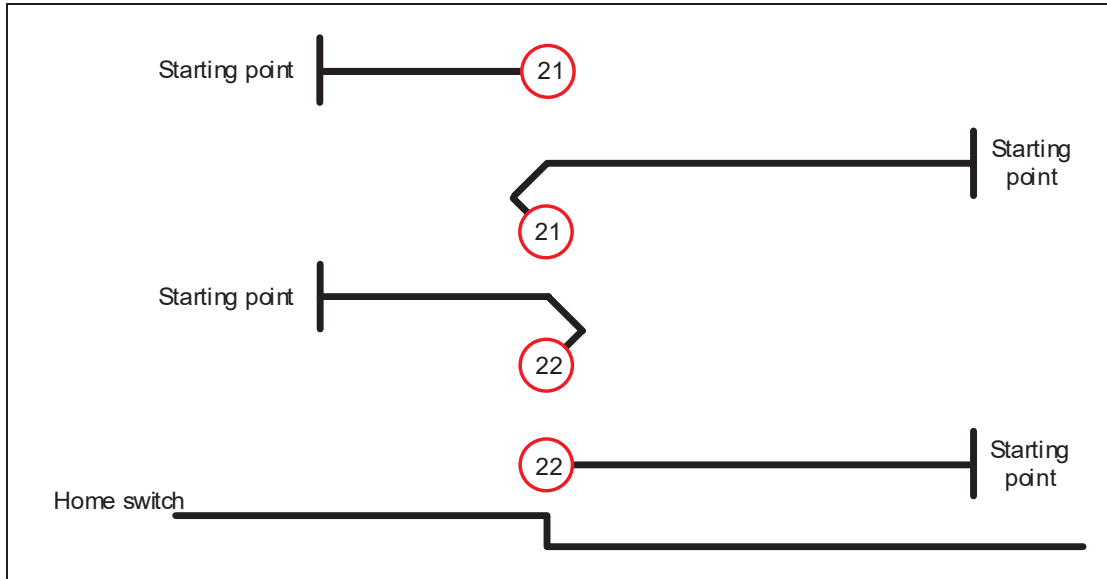 Starting point
21
Starting
point
21
Starting point
22
22
Starting
point
Home switch